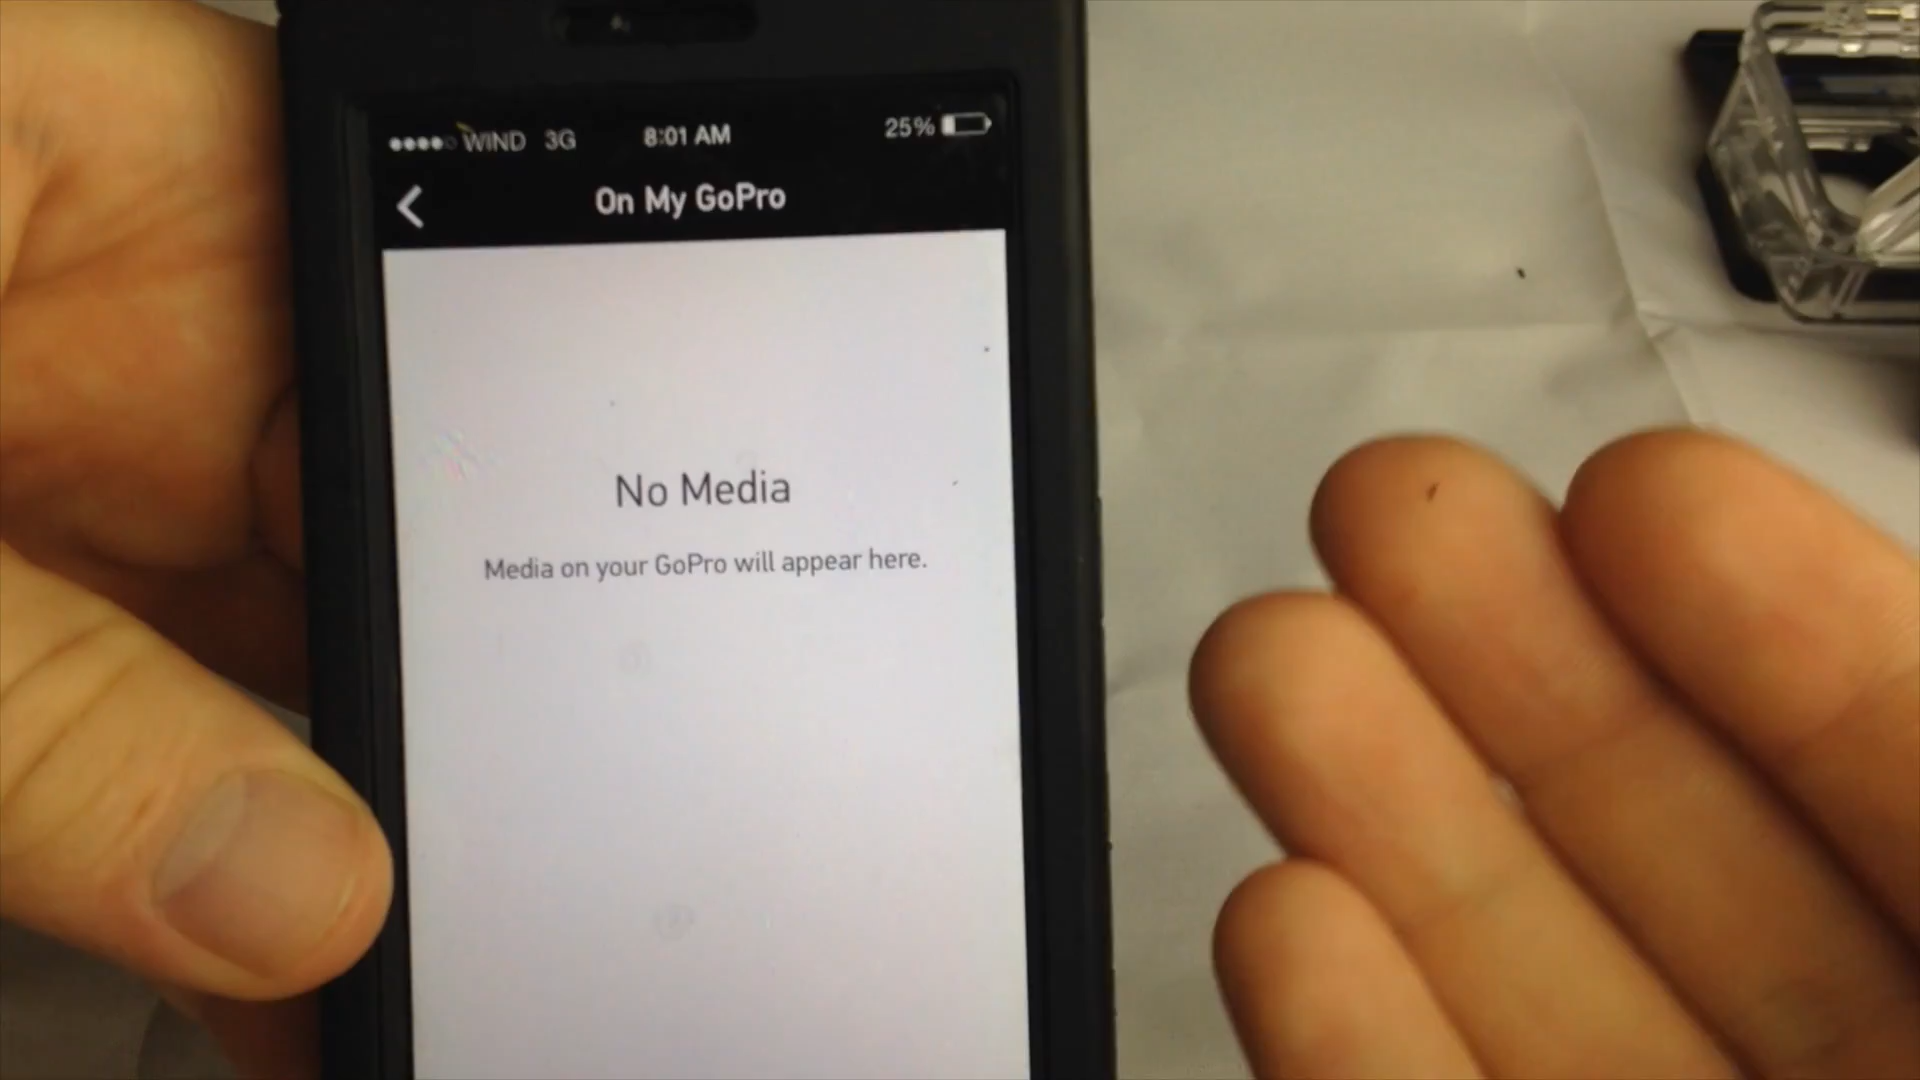 WIND 3G 8:01 AM 25%
On My GoPro
No Media
Media on your GoPro will appear here.